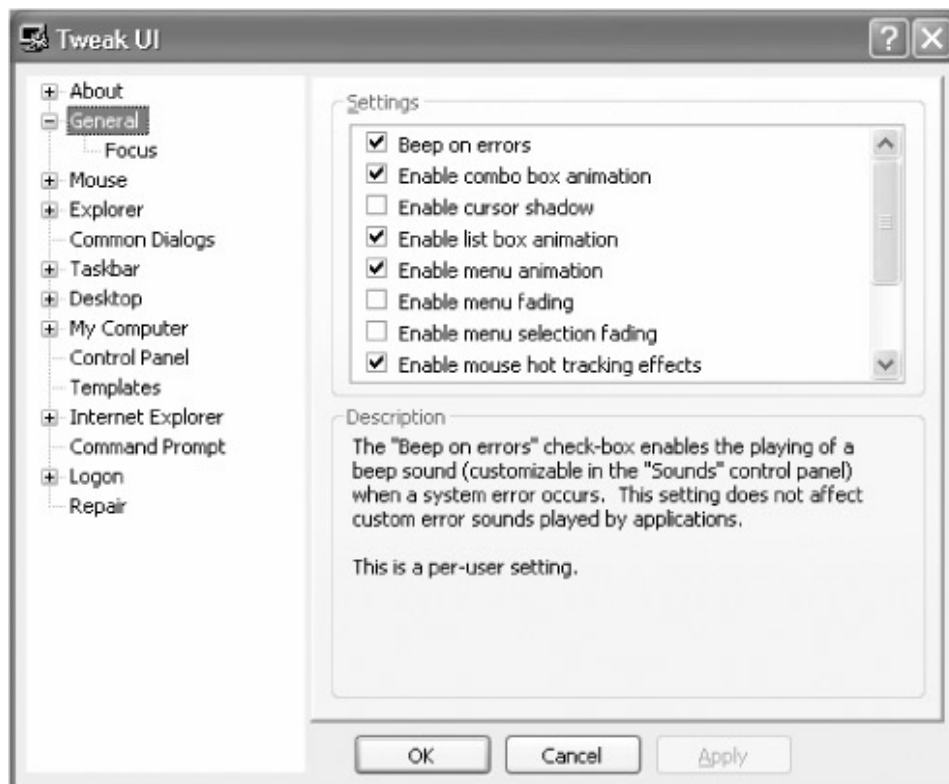 Tweak UI
About
General
Focus
Mouse
Explorer
Common Dialogs
Taskbar
Desktop
My Computer
Control Panel
Templates
Internet Explorer
Command Prompt
Logon
Repair
Settings
Beep on errors
Enable combo box animation
Enable cursor shadow
Enable list box animation
Enable menu animation
Enable menu fading
Enable menu selection fading
Enable mouse hot tracking effects
Description
The "Beep on errors" check-box enables the playing of a
beep sound (customizable in the "Sounds" control panel)
when a system error occurs. This setting does not affect
custom error sounds played by applications.
This is a per-user setting.
OK
Cancel
Apply